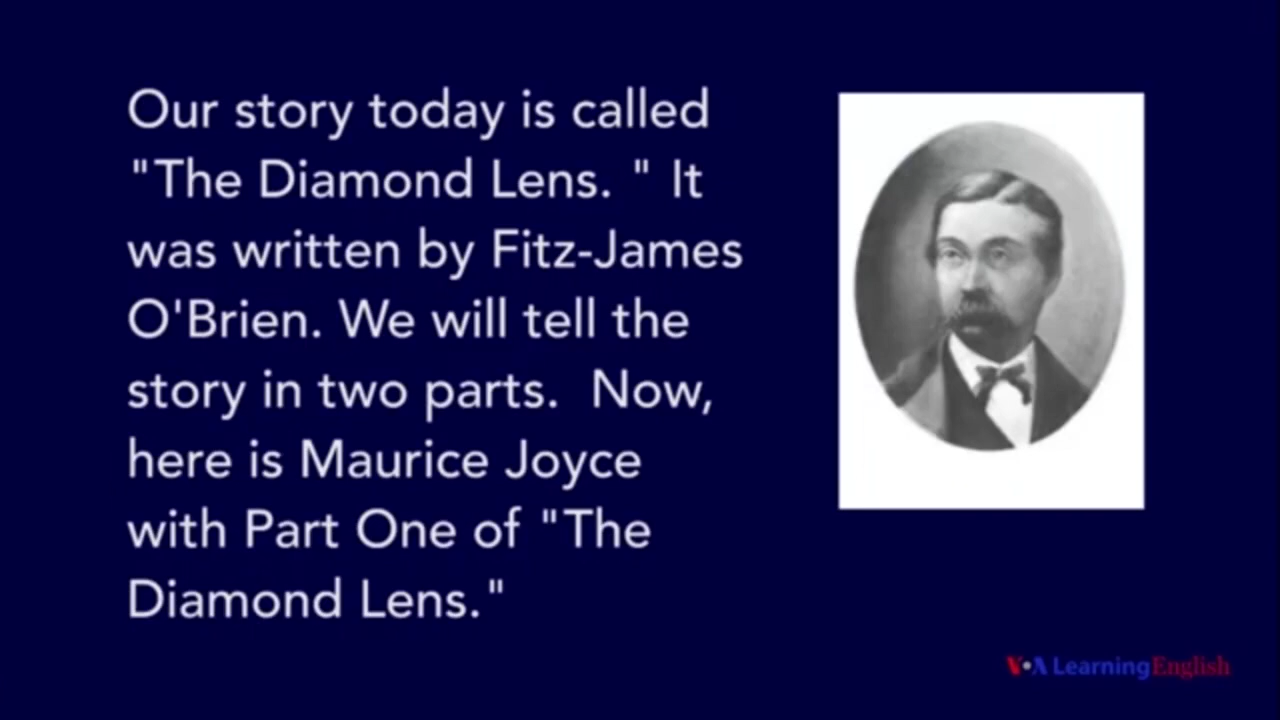 Our story today is called
"The Diamond Lens. " It
was written by Fitz-James
O'Brien. We will tell the
story in two parts.  Now,
here is Maurice Joyce
with Part One of "The
Diamond Lens."
VOA Learning English